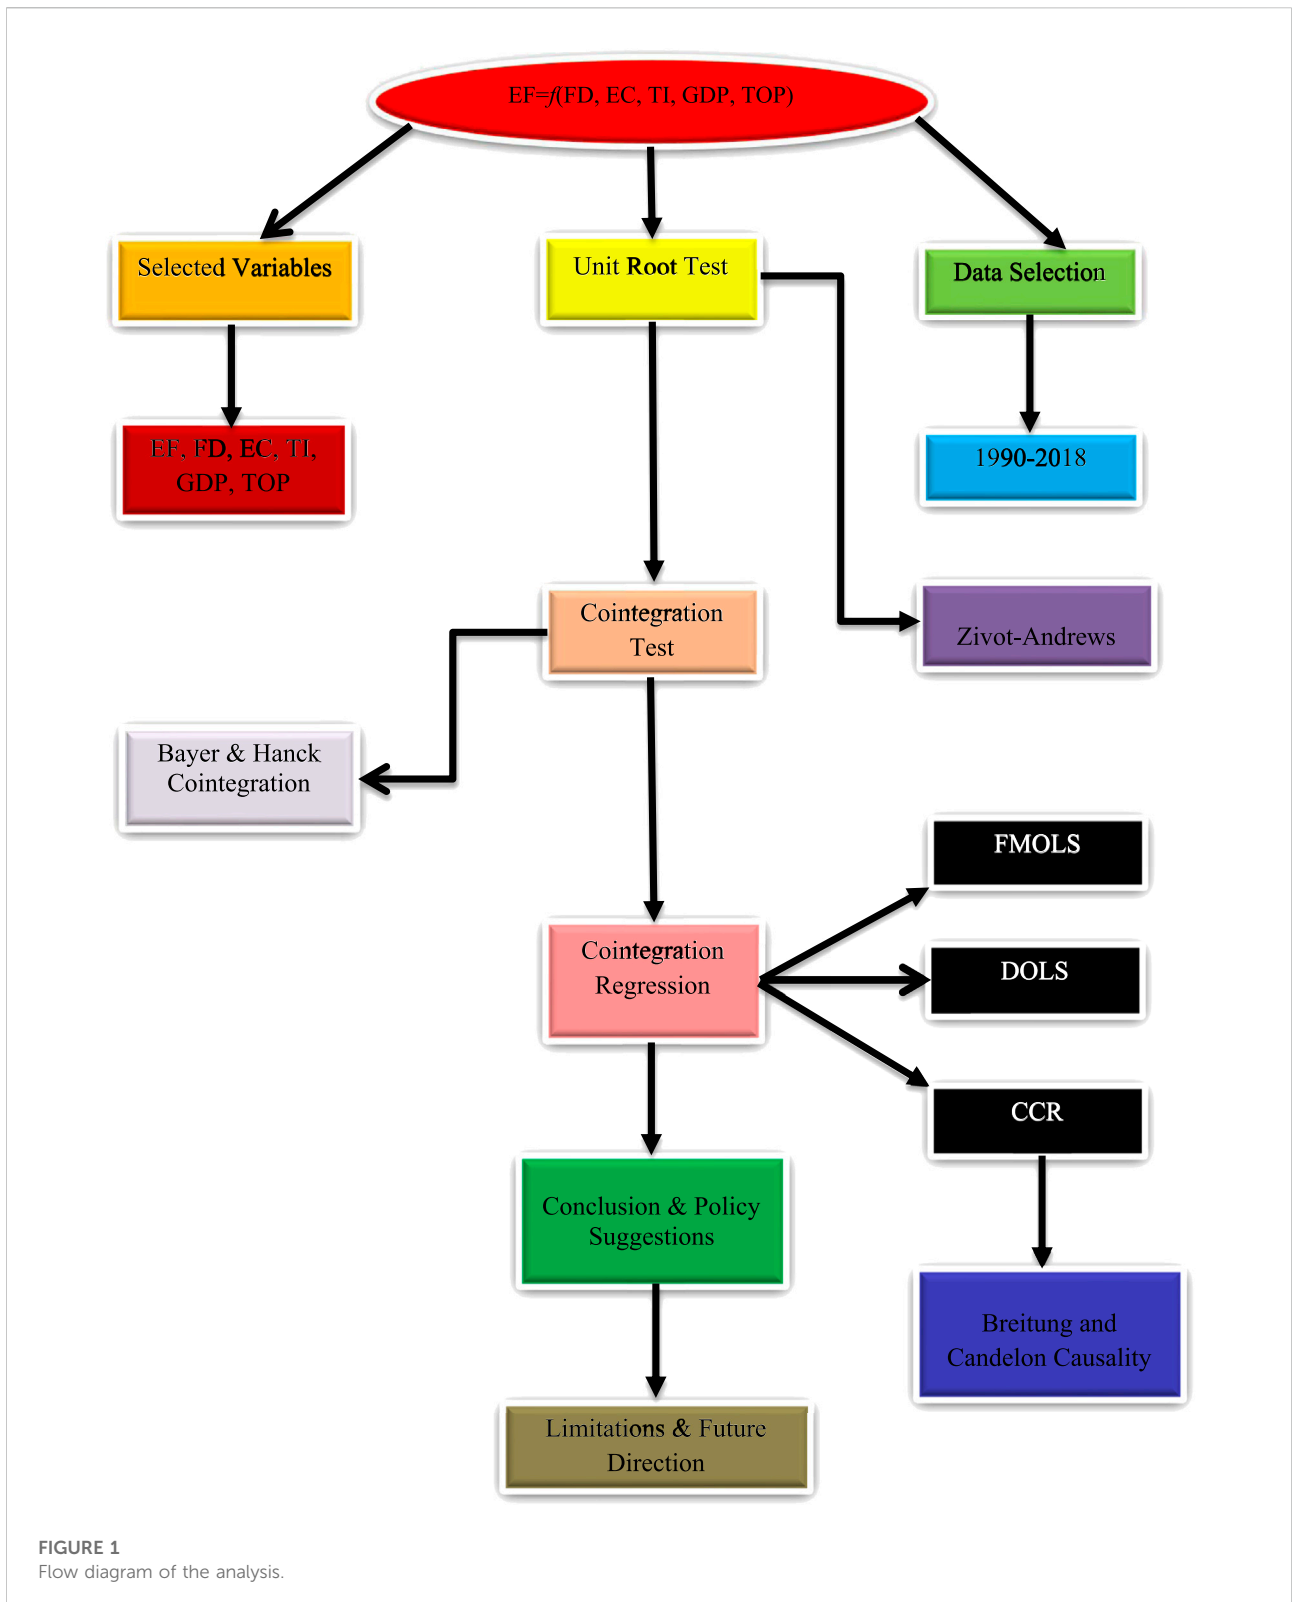 EF=f(FD, EC, TI, GDP, TOP)
Selected Variables
Unit Root Test
Data Selection
EF, FD, EC, TI,
GDP, TOP
1990-2018
Cointegration
Test
Zivot-Andrews
Bayer & Hanck
Cointegration
FMOLS
Cointegration
Regression
DOLS
CCR
Conclusion & Policy
Suggestions
Breitung and
Candelon Causality
Limitations & Future
Direction
FIGURE 1
Flow diagram of the analysis.